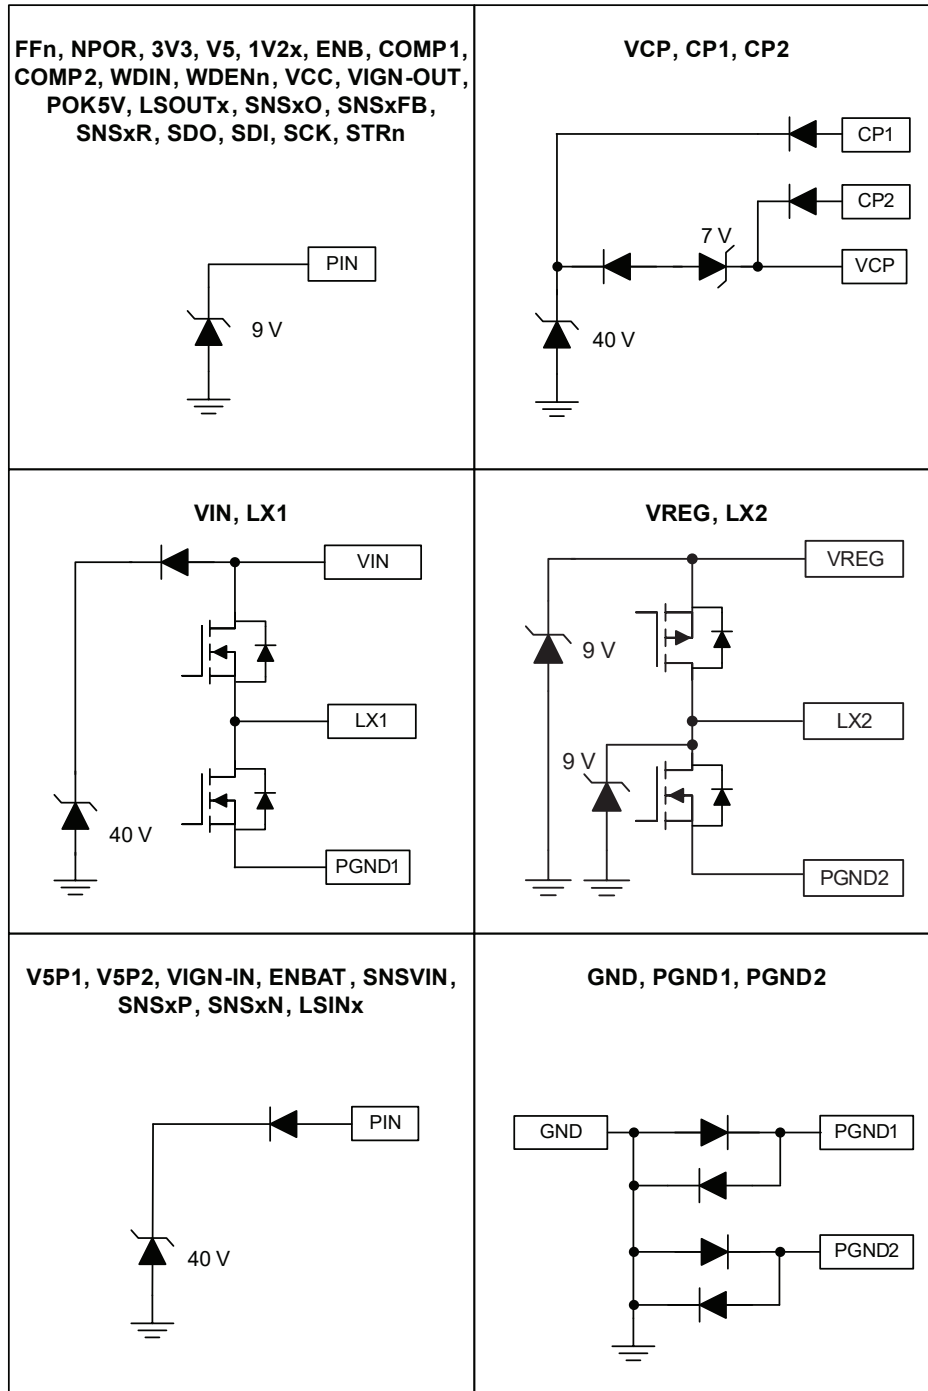 FFn, NPOR, 3V3, V5, 1V2x, ENB, COMP1,
COMP2, WDIN, WDENn, VCC, VIGN-OUT,
POK5V, LSOUTx, SNSxO, SNSxFB,
SNSxR, SDO, SDI, SCK, STRn
PIN
9 V
VCP, CP1, CP2
CP1
CP2
7 V
VCP
40 V
VIN, LX1
VIN
LX1
40 V
PGND1
VREG, LX2
VREG
9 V
LX2
9 V
PGND2
V5P1, V5P2, VIGN-IN, ENBAT, SNSVIN,
SNSxP, SNSxN, LSINx
PIN
40 V
GND, PGND1, PGND2
GND
PGND1
PGND2